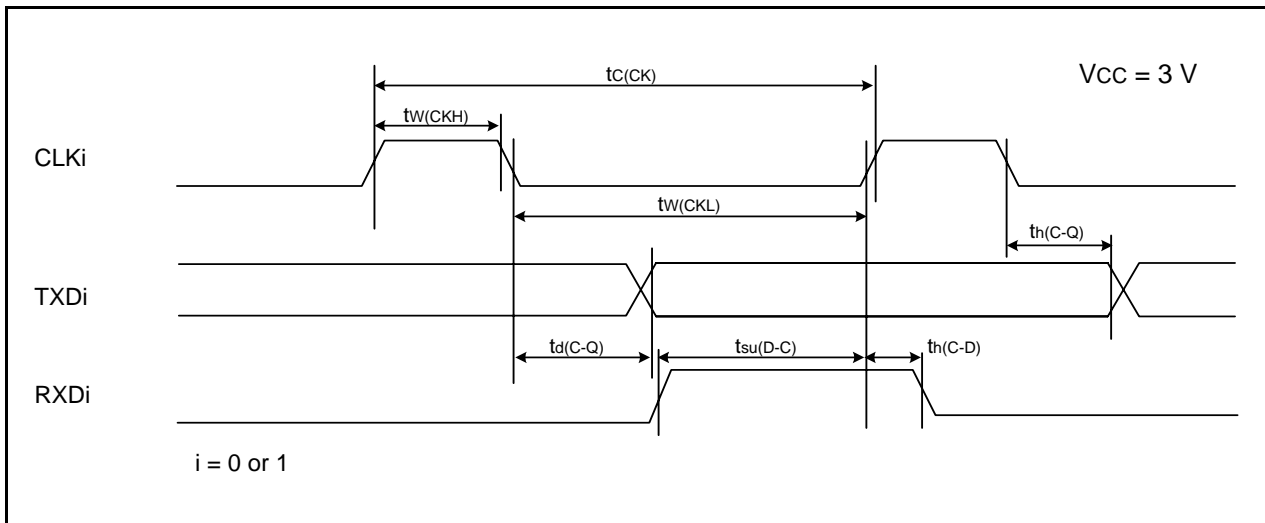 VCC = 3 V
tC(CK)
tW(CKH)
CLKi
tW(CKL)
th(C-Q)
TXDi
td(C-Q)
tsu(D-C)
th(C-D)
RXDi
i = 0 or 1